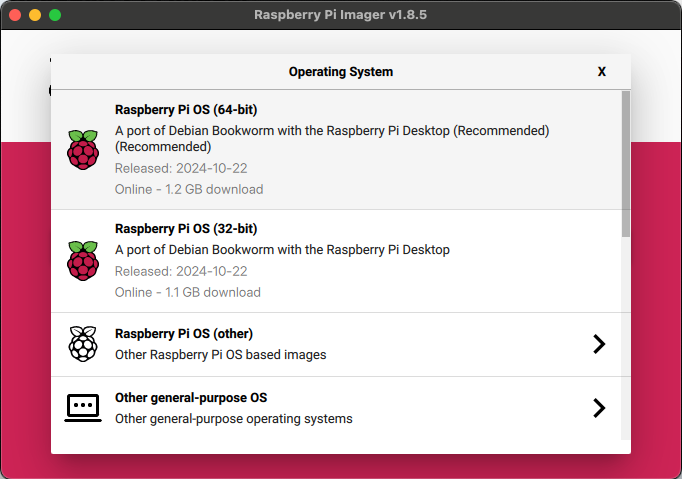 Raspberry Pi Imager v1.8.5
Operating System
X
Raspberry Pi OS (64-bit)
A port of Debian Bookworm with the Raspberry Pi Desktop (Recommended)
(Recommended)
Released: 2024-10-22
Online - 1.2 GB download
Raspberry Pi OS (32-bit)
A port of Debian Bookworm with the Raspberry Pi Desktop
Released: 2024-10-22
Online - 1.1 GB download
Raspberry Pi OS (other)
Other Raspberry Pi OS based images
Other general-purpose OS
Other general-purpose operating systems